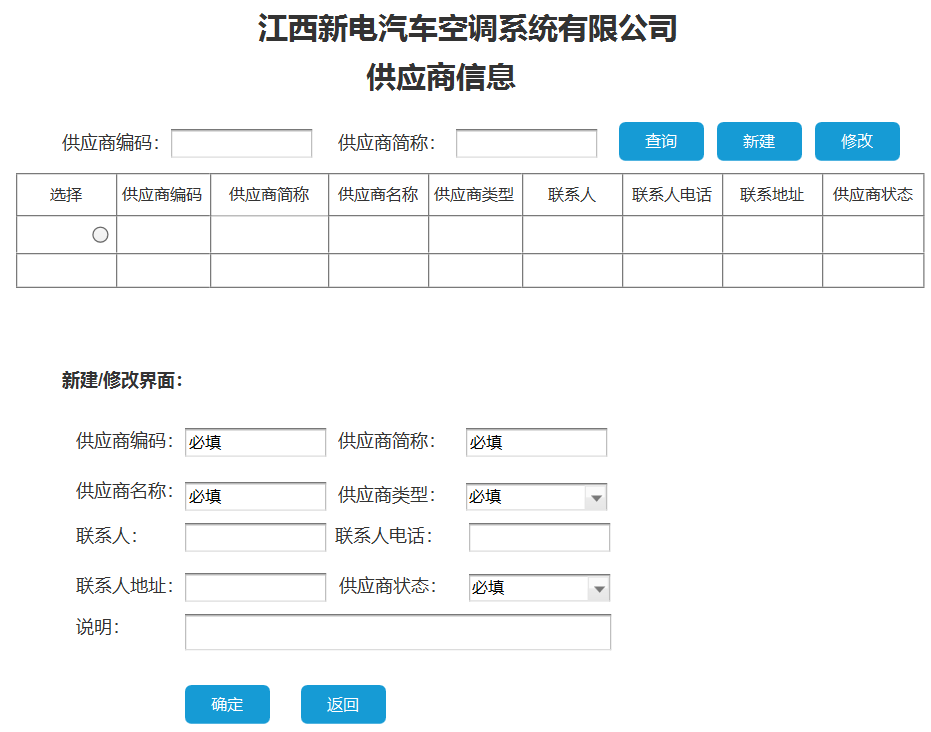 江西新电汽车空调系统有限公司
供应商信息
供应商编码： 供应商简称： 查询 新建 修改
选择 供应商编码 供应商简称 供应商名称 供应商类型 联系人 联系人电话 联系地址 供应商状态
新建/修改界面：
供应商编码： 必填 供应商简称： 必填
供应商名称： 必填 供应商类型： 必填
联系人： 联系人电话：
联系人地址： 供应商状态： 必填
说明：
确定 返回